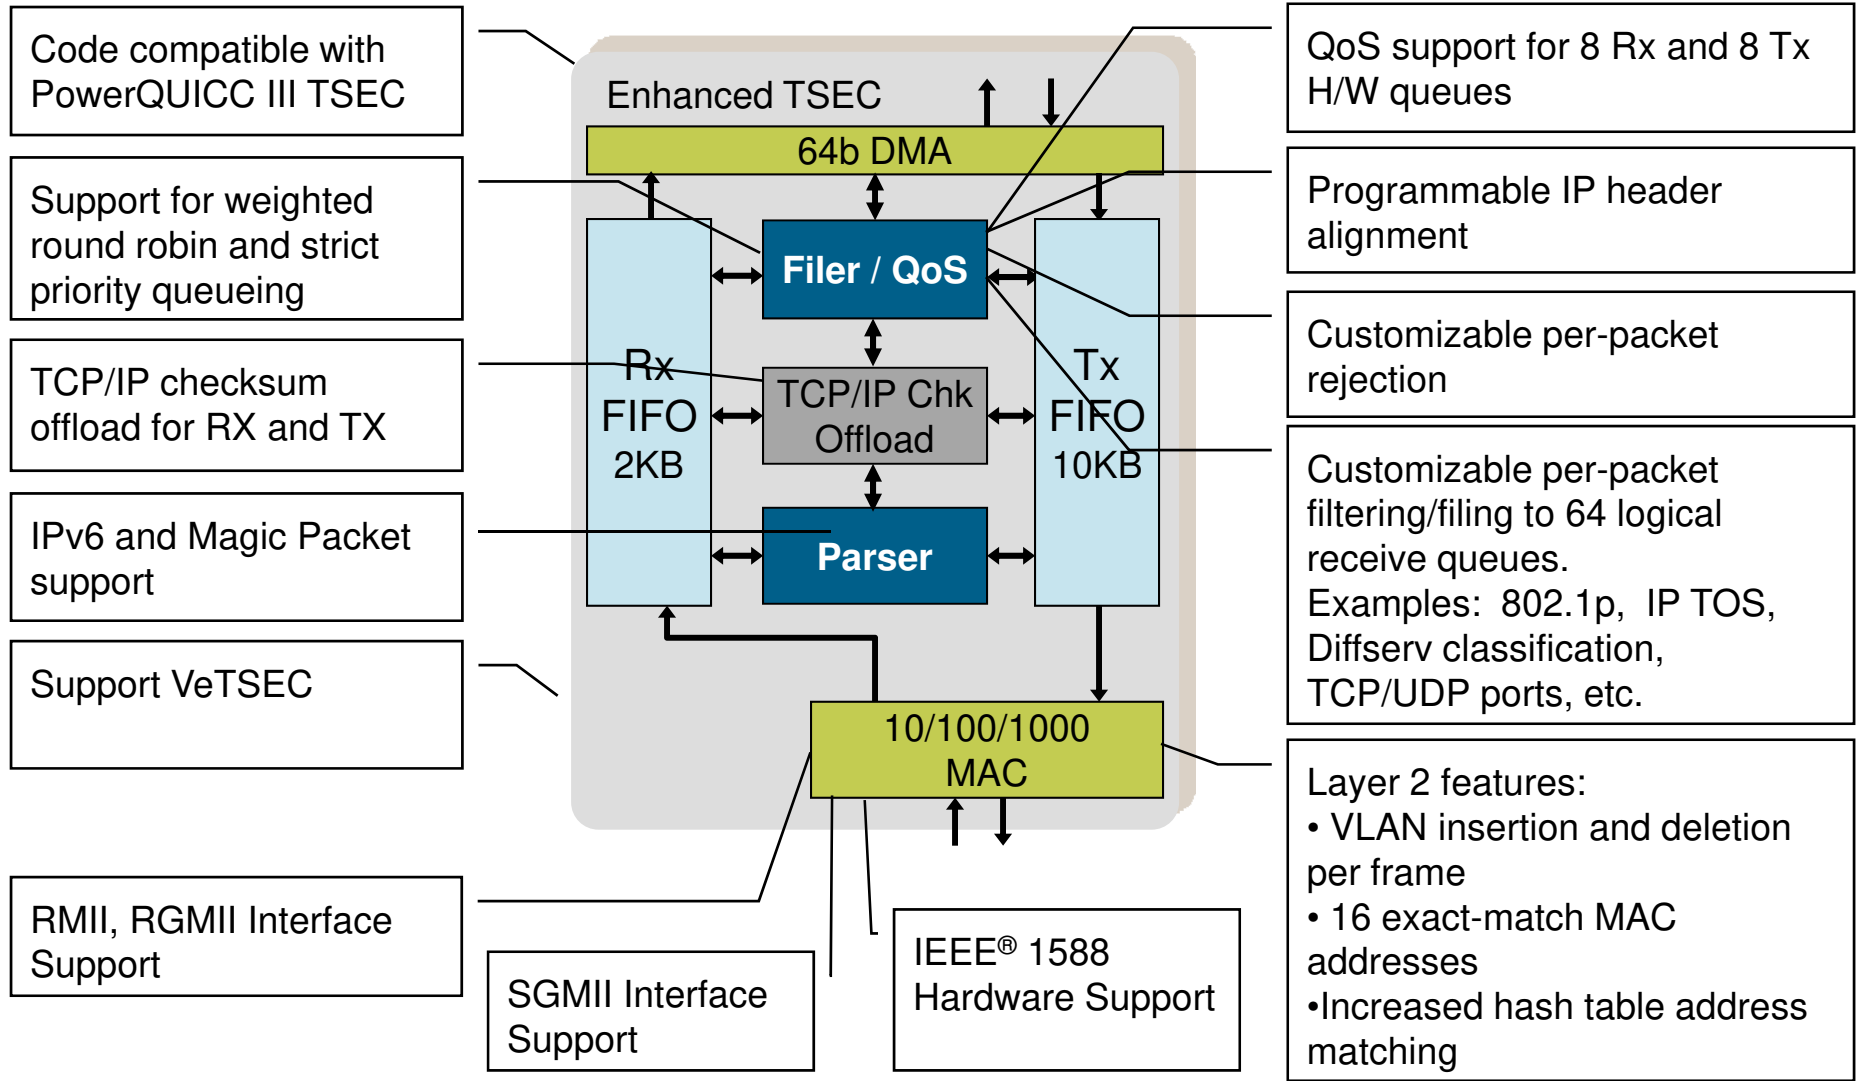 Code compatible with
PowerQUICC III TSEC
Support for weighted
round robin and strict
priority queueing
TCP/IP checksum
offload for RX and TX
IPv6 and Magic Packet
support
Support VeTSEC
RMII, RGMII Interface
Support
SGMII Interface
Support
IEEE® 1588
Hardware Support
Enhanced TSEC
64b DMA
Filer / QoS
Rx
FIFO
2KB
TCP/IP Chk
Offload
Tx
FIFO
10KB
Parser
10/100/1000
MAC
QoS support for 8 Rx and 8 Tx
H/W queues
Programmable IP header
alignment
Customizable per-packet
rejection
Customizable per-packet
filtering/filing to 64 logical
receive queues.
Examples:  802.1p,  IP TOS,
Diffserv classification,
TCP/UDP ports, etc.
Layer 2 features:
• VLAN insertion and deletion
per frame
• 16 exact-match MAC
addresses
•Increased hash table address
matching